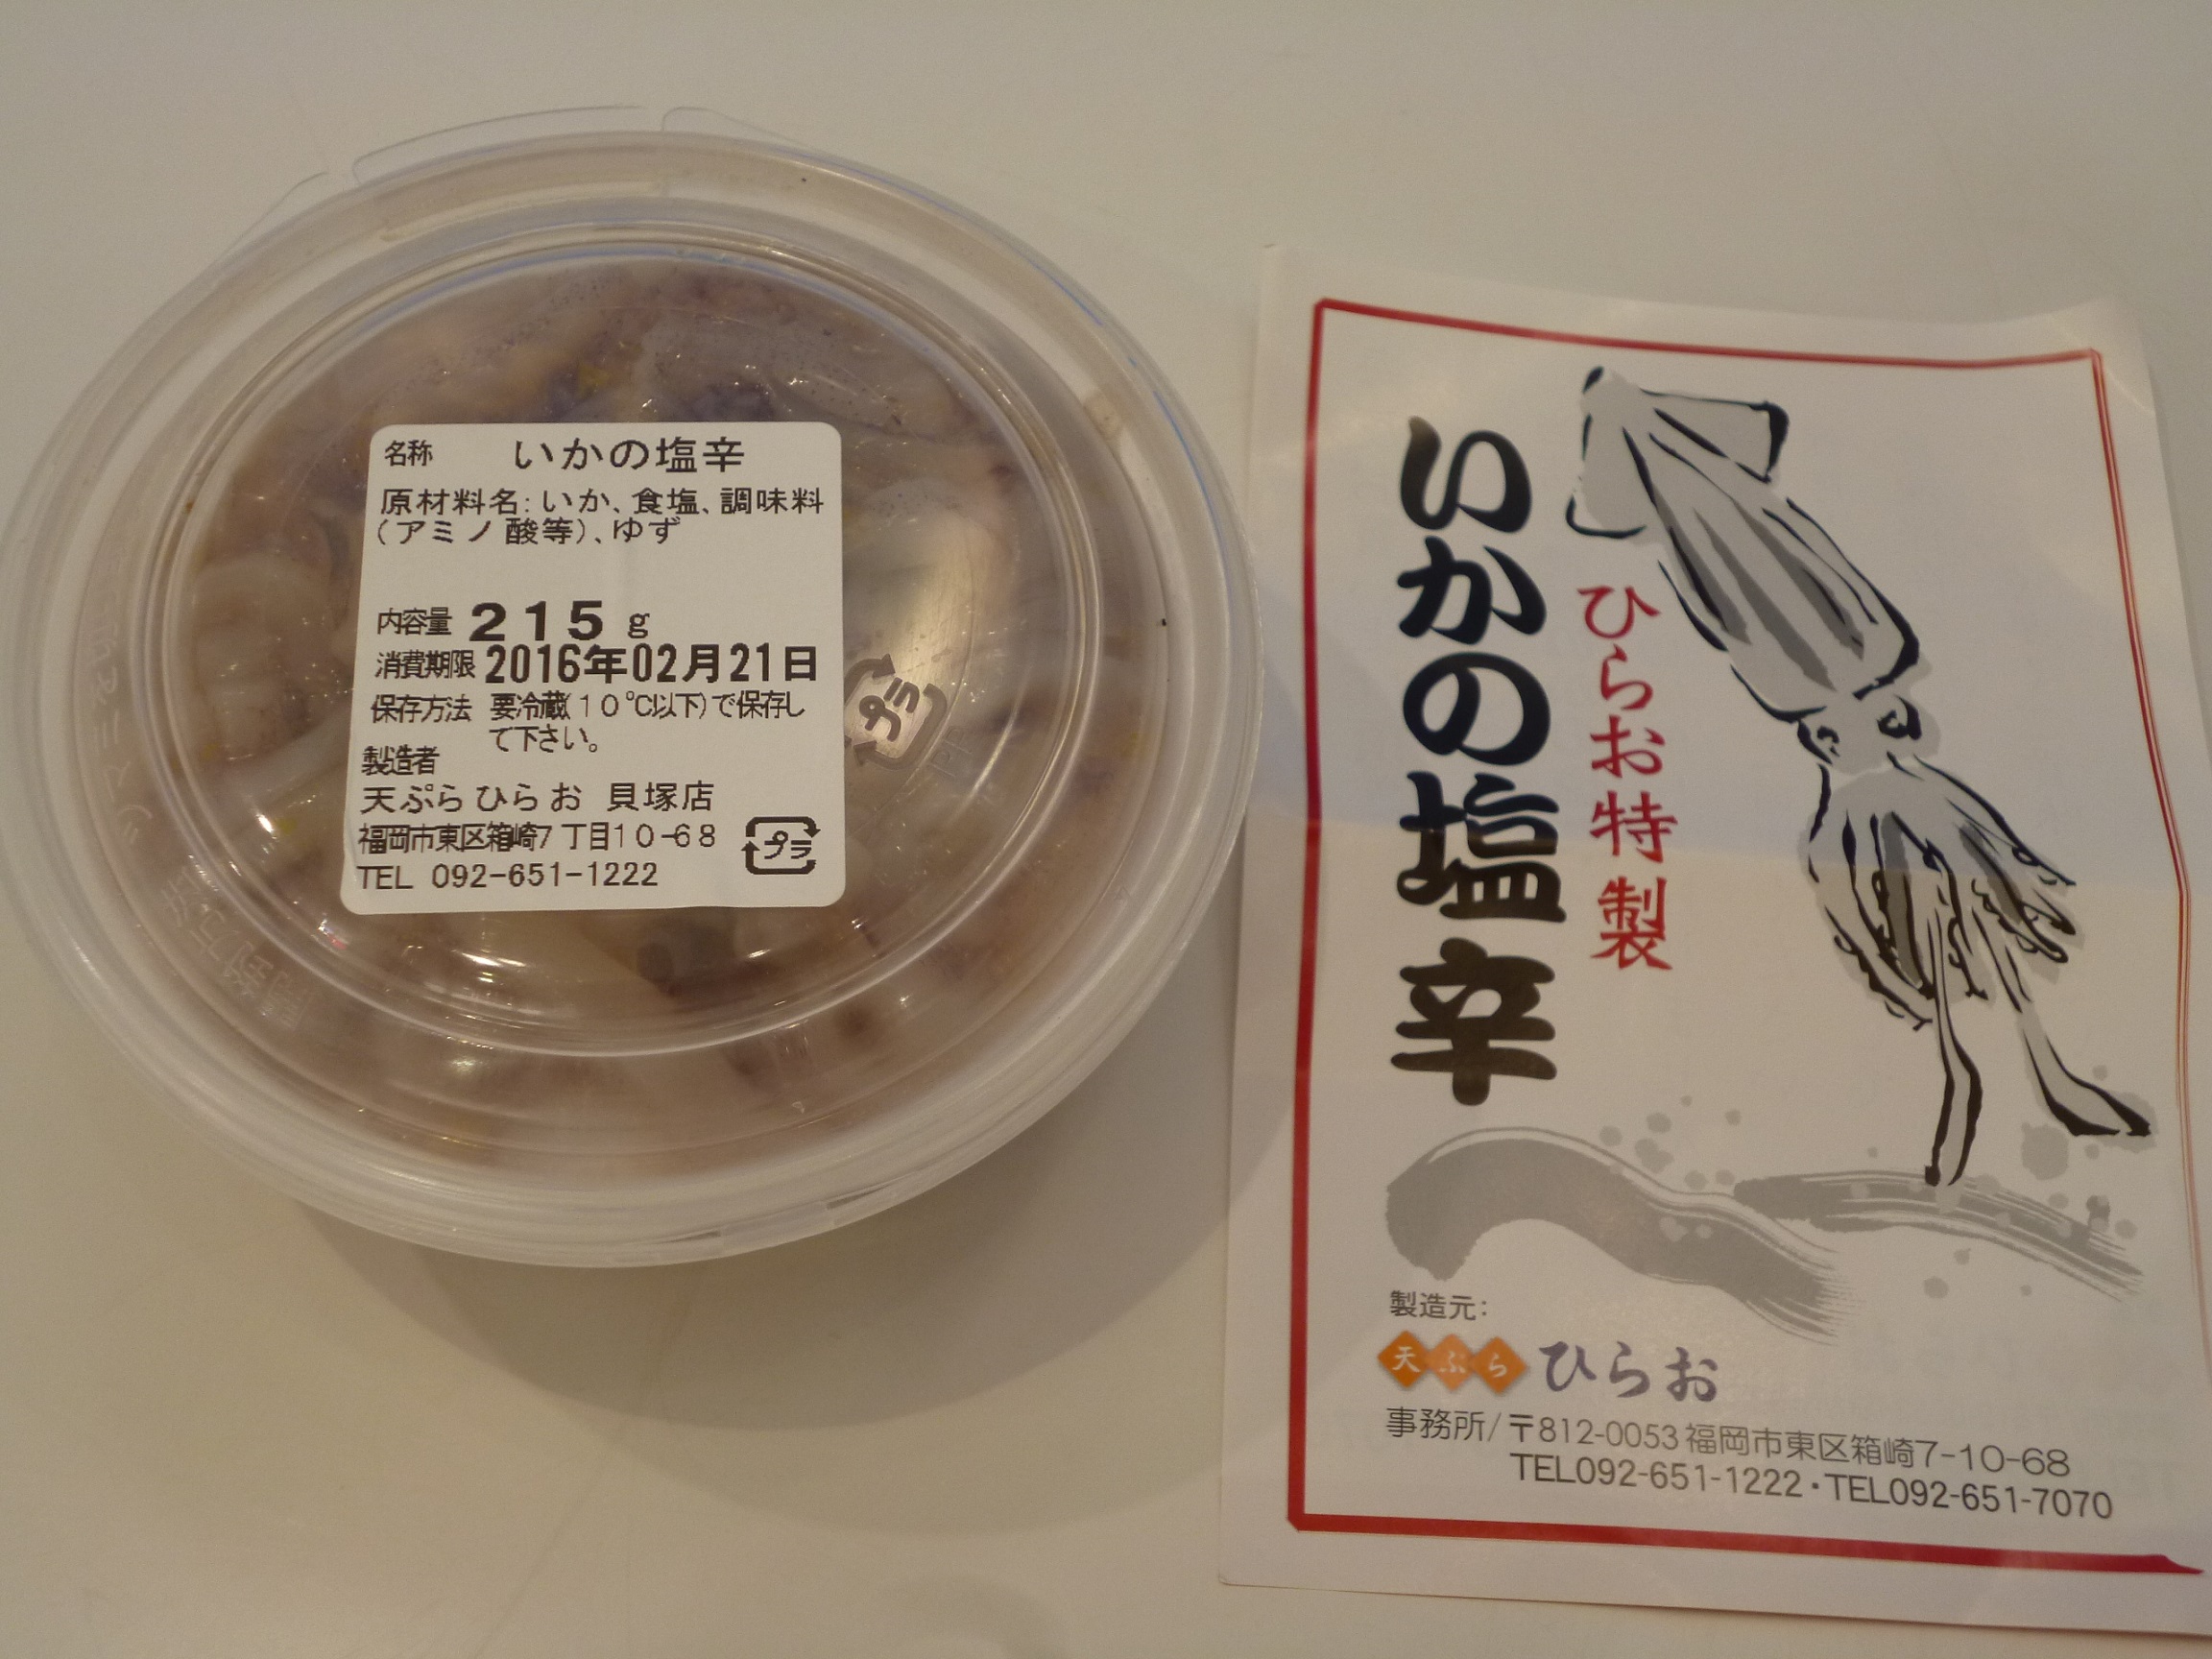 名称 いかの塩辛
原材料名:いか、食塩、調味料
(アミノ酸等)、ゆず
内容量 215 g
消費期限 2016年02月21日
保存方法 要冷蔵(10℃以下)で保存し
て下さい。
製造者
天ぷらひらお 貝塚店
福岡市東区箱崎7丁目10-68
TEL 092-651-1222
プラ
プラ
いかの塩辛
ひらお特製
製造元:
天ぷら ひらお
事務所/〒812-0053 福岡市東区箱崎7-10-68
TEL092-651-1222・TEL092-651-7070